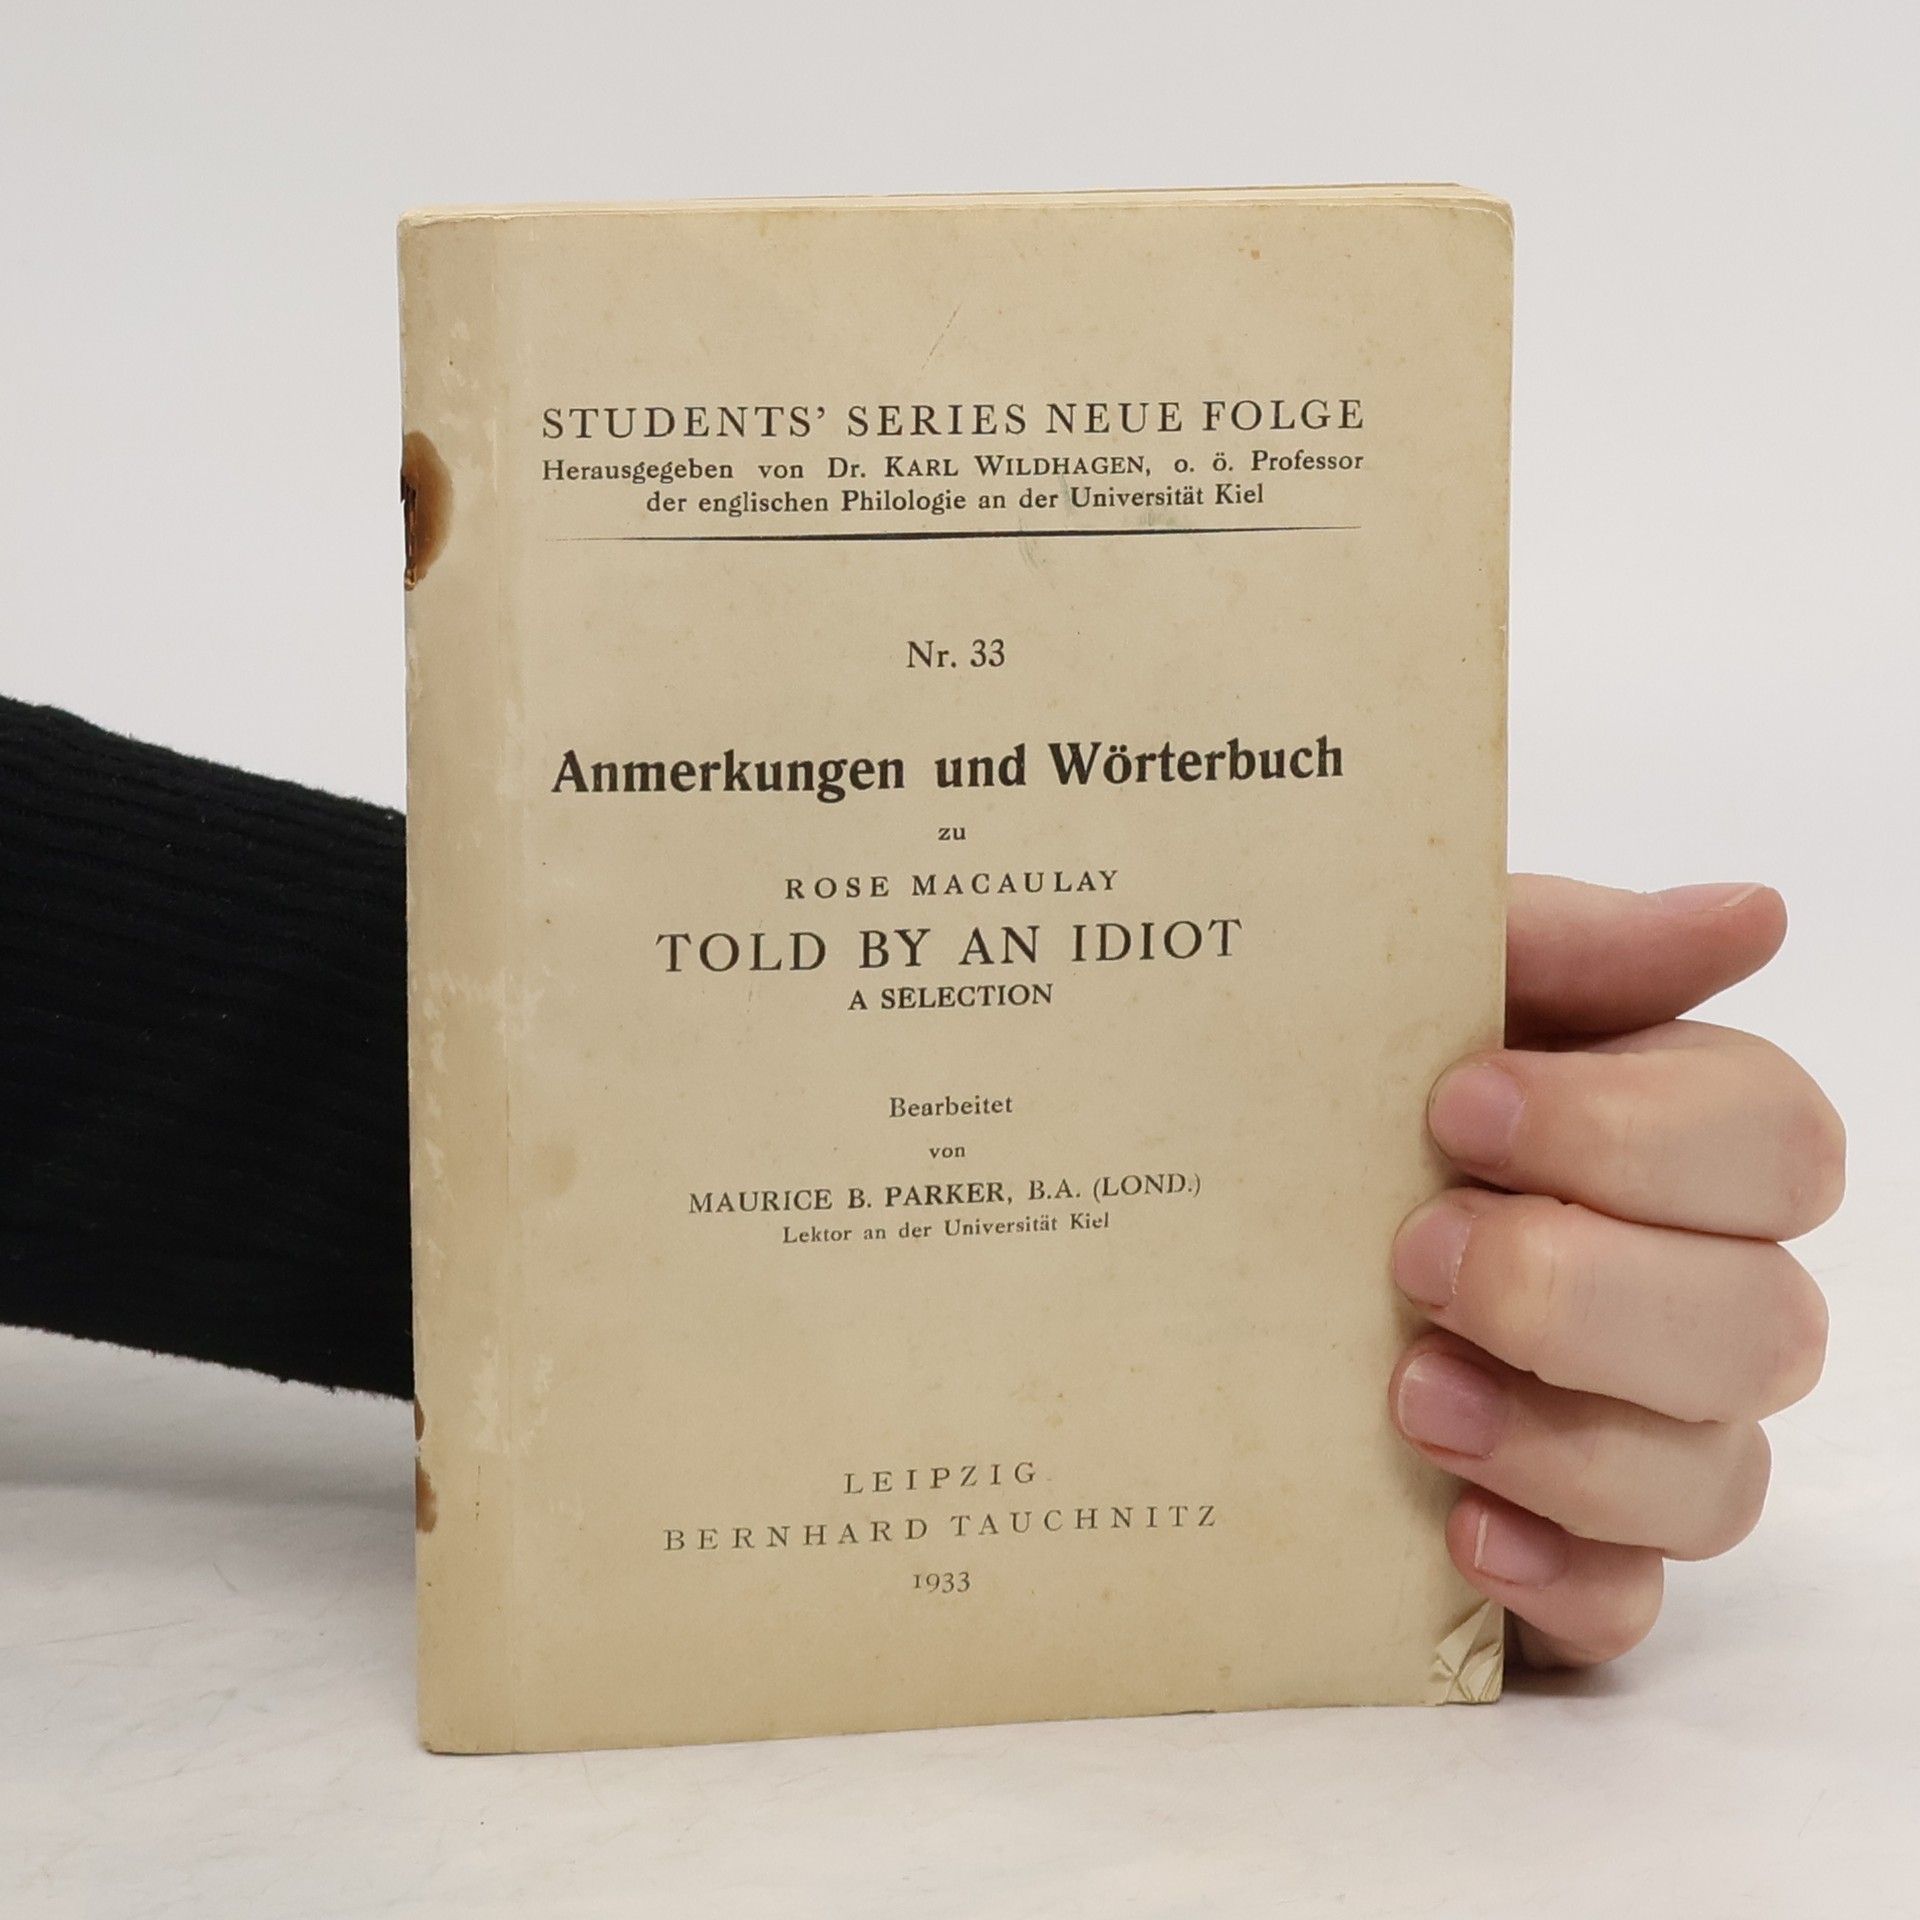 STUDENTS' SERIES NEUE FOLGE
Herausgegeben von Dr. KARL WILDHAGEN, o. ö. Professor
der englischen Philologie an der Universität Kiel
Nr. 33
Anmerkungen und Wörterbuch
zu
ROSE MACAULAY
TOLD BY AN IDIOT
A SELECTION
Bearbeitet
von
MAURICE B. PARKER, B.A. (LOND.)
Lektor an der Universität Kiel
LEIPZIG
BERNHARD TAUCHNITZ
1933